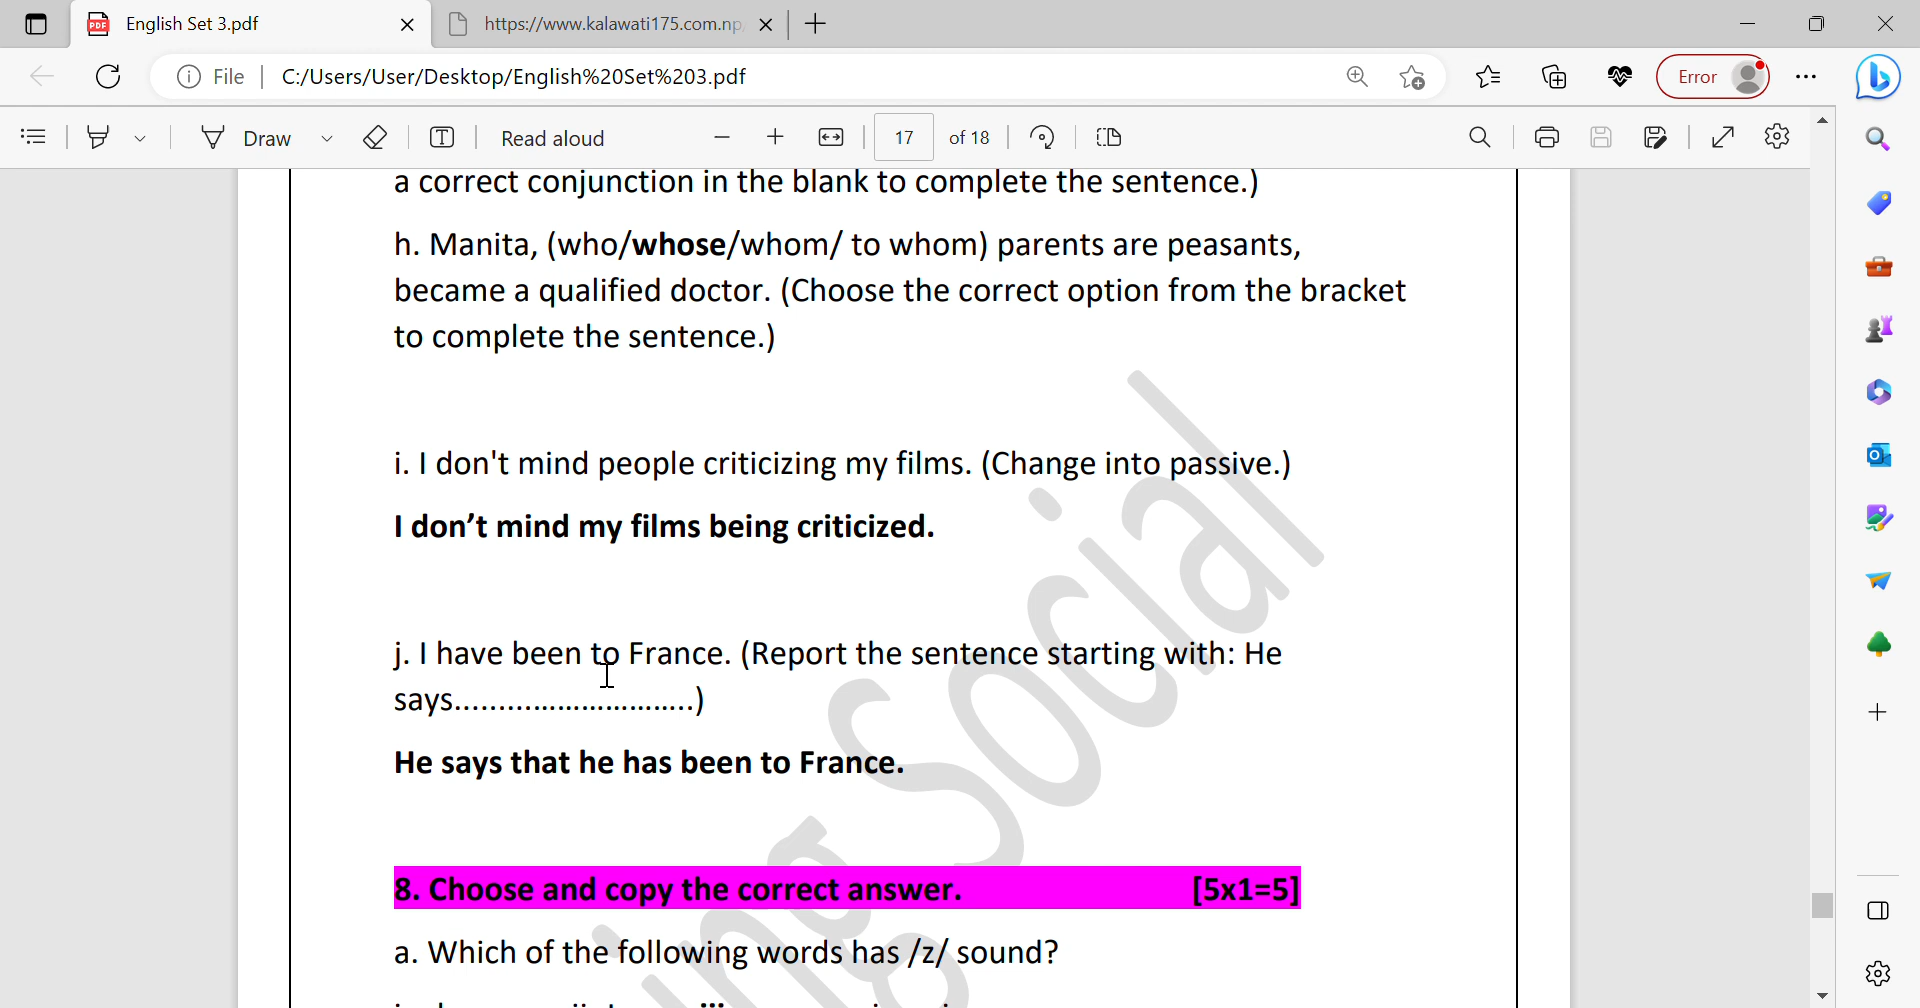 English Set 3.pdf
https://www.kalawati175.com.np/
File
C:/Users/User/Desktop/English%20Set%203.pdf
Error
Draw
Read aloud
17
of 18
a correct conjunction in the blank to complete the sentence.)
h. Manita, (who/whose/whom/ to whom) parents are peasants,
became a qualified doctor. (Choose the correct option from the bracket
to complete the sentence.)
i. I don't mind people criticizing my films. (Change into passive.)
I don’t mind my films being criticized.
j. I have been to France. (Report the sentence starting with: He
says..............................)
He says that he has been to France.
8. Choose and copy the correct answer. [5x1=5]
a. Which of the following words has /z/ sound?
ing Social